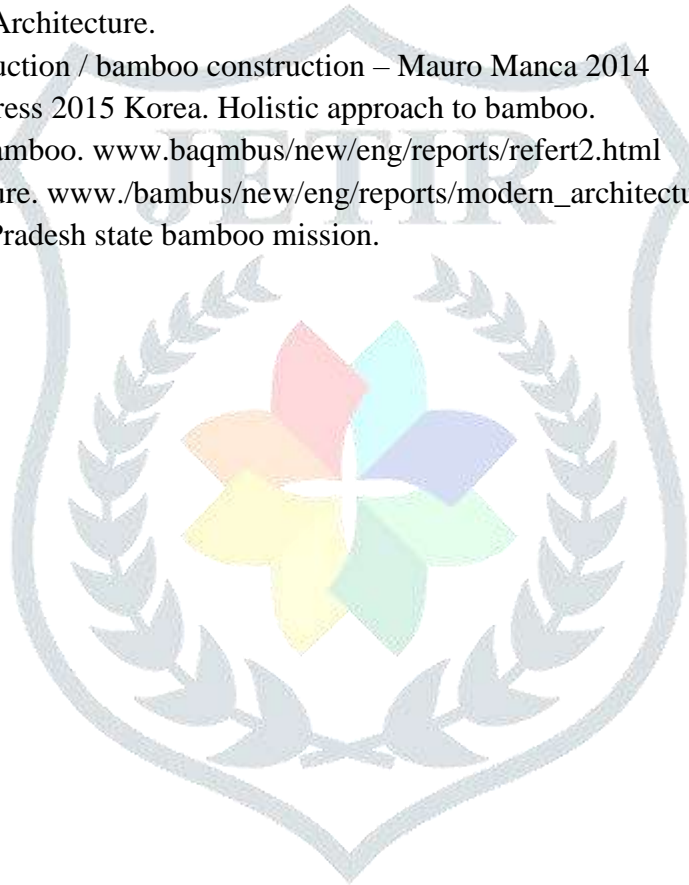 Architecture.
uction / bamboo construction – Mauro Manca 2014
ress 2015 Korea. Holistic approach to bamboo.
amboo. www.baqmbus/new/eng/reports/refert2.html
ure. www./bambus/new/eng/reports/modern_architectu
Pradesh state bamboo mission.
JETIR